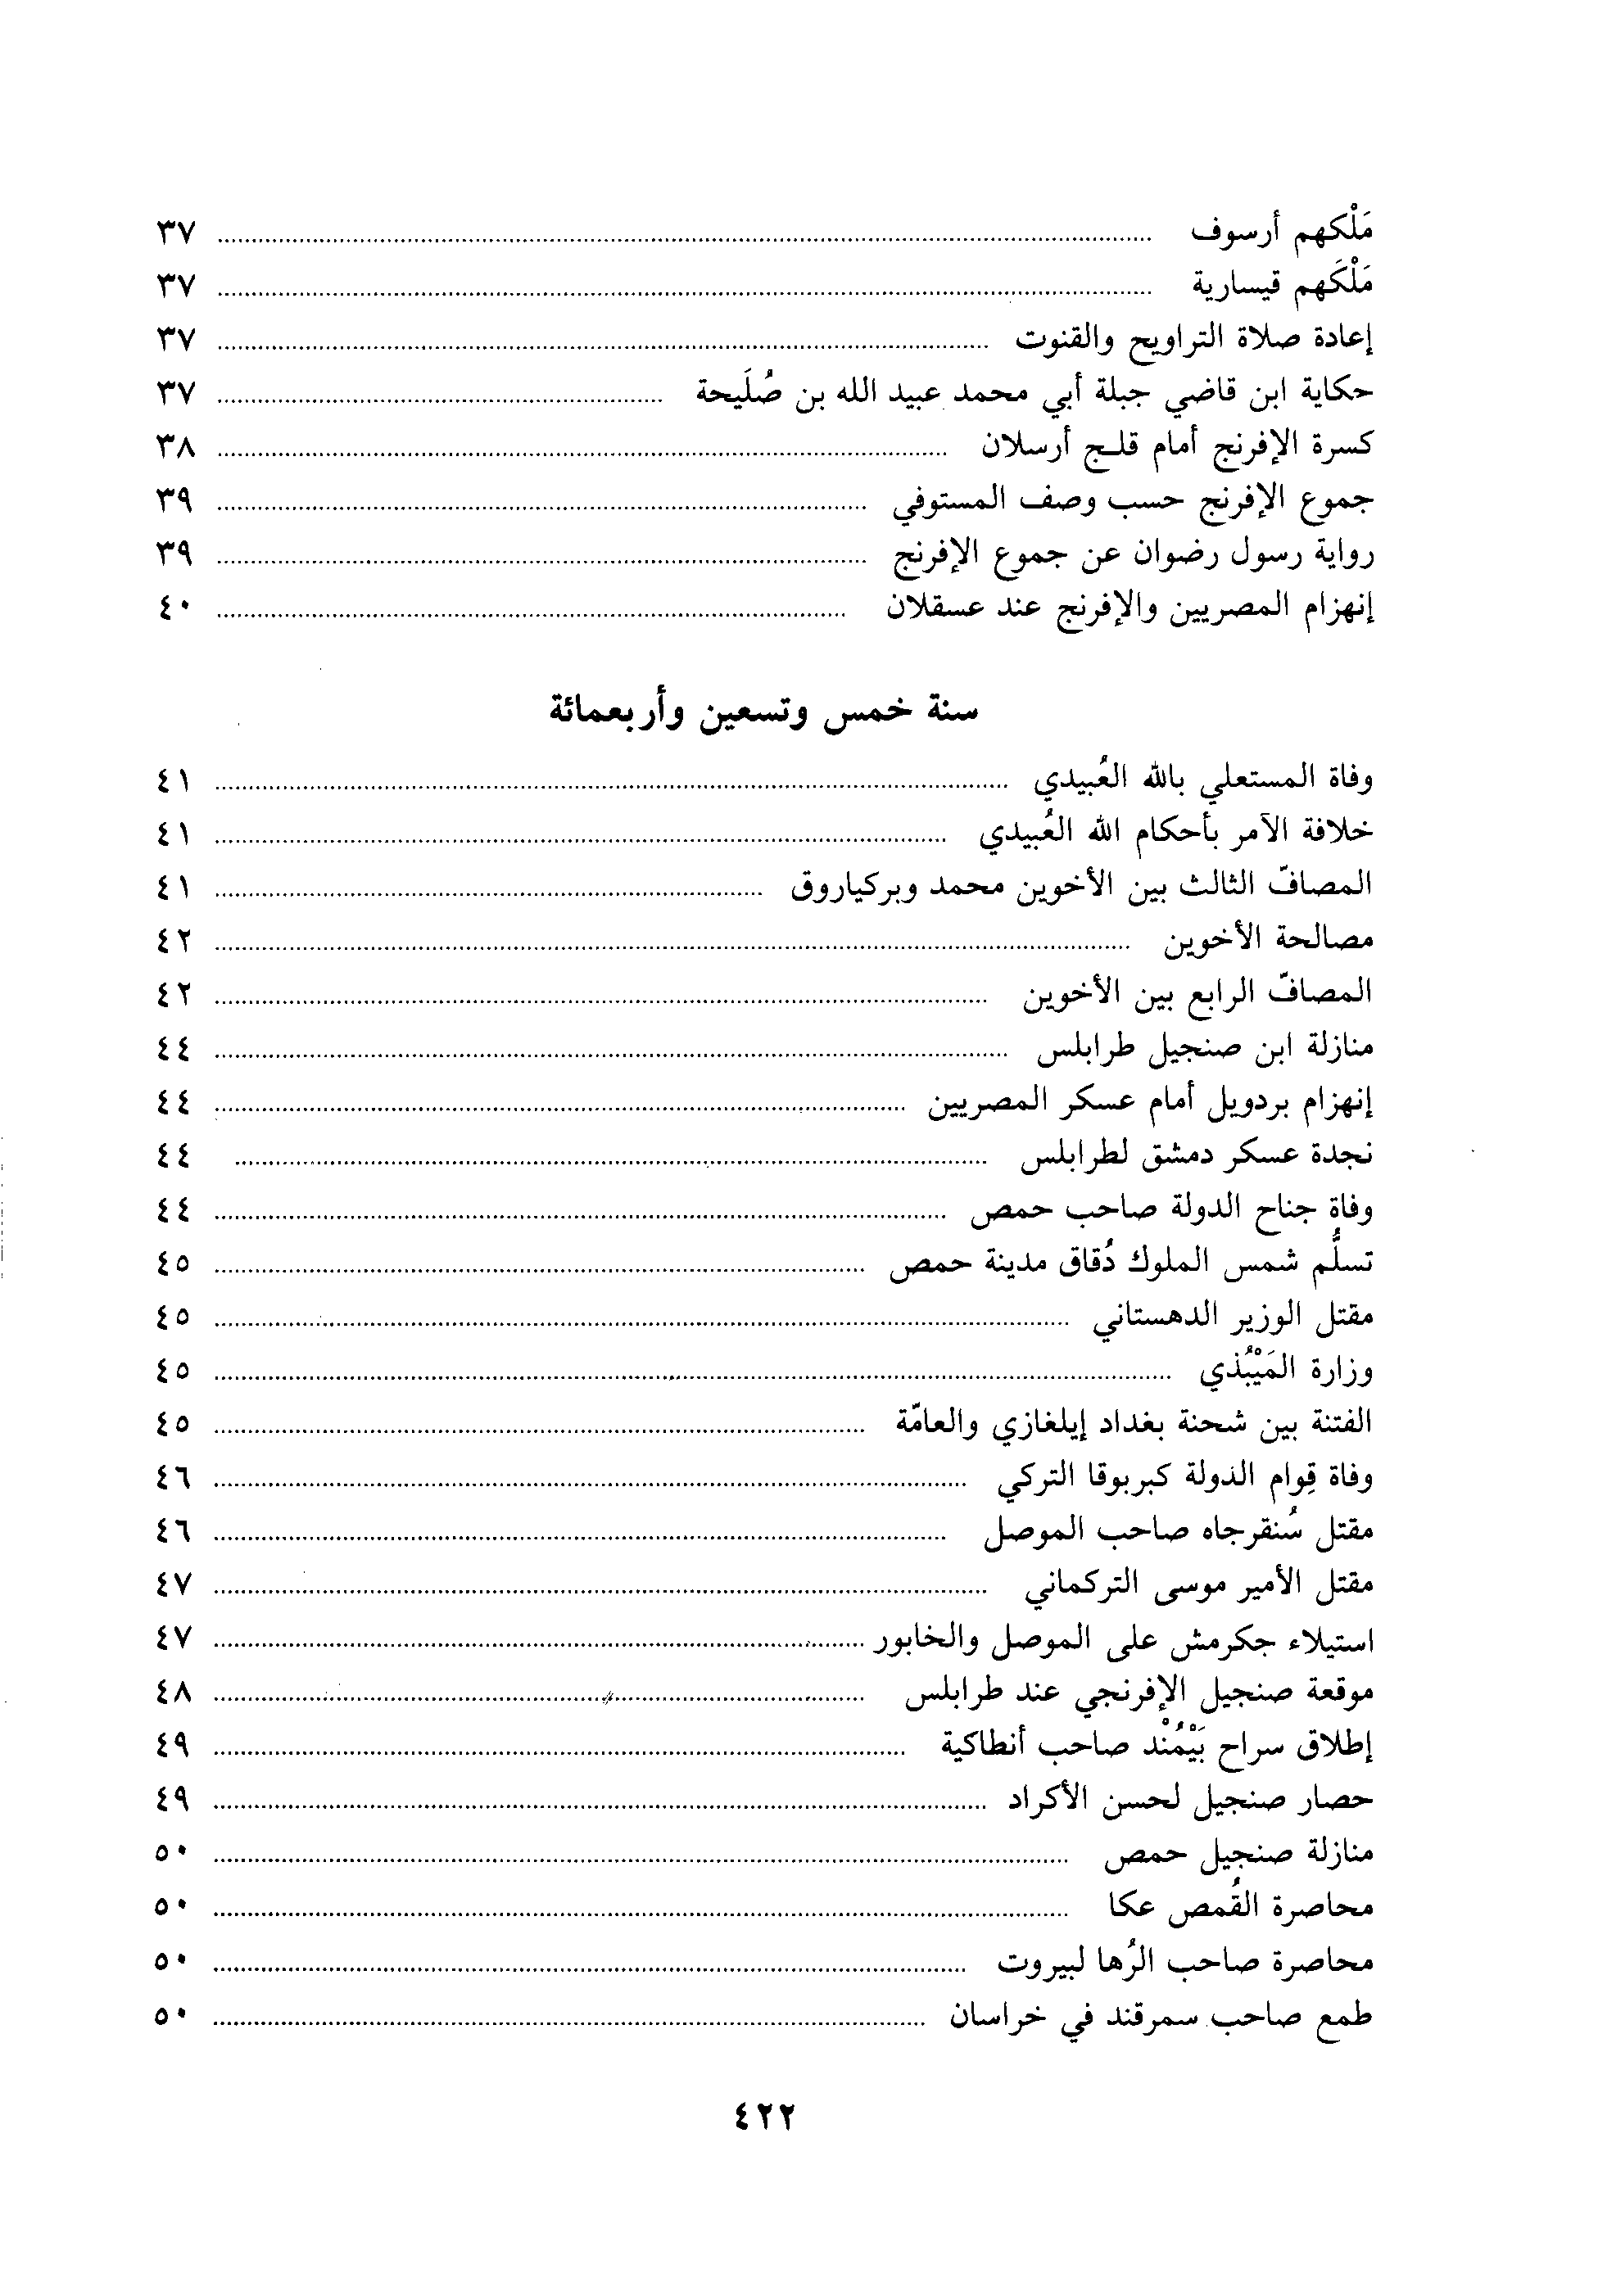 مَلْكهم أرسوف ........ ٣٧
مَلْكَهم قيسارية ........ ٣٧
إعادة صلاة التراويح والقنوت ........ ٣٧
حكاية ابن قاضي جبلة أبي محمد عبيد الله بن صُلَيحة ........ ٣٧
كسرة الإفرنج أمام قلج أرسلان ........ ٣٨
جموع الإفرنج حسب وصف المستوفي ........ ٣٩
رواية رسول رضوان عن جموع الإفرنج ........ ٣٩
إنهزام المصريين والإفرنج عند عسقلان ........ ٤٠
سنة خمس وتسعين وأربعمائة
وفاة المستعلي بالله العُبيدي ........ ٤١
خلافة الآمر بأحكام الله العُبيدي ........ ٤١
المصافّ الثالث بين الأخوين محمد وبركياروق ........ ٤١
مصالحة الأخوين ........ ٤٢
المصافّ الرابع بين الأخوين ........ ٤٢
منازلة ابن صنجيل طرابلس ........ ٤٤
إنهزام بردويل أمام عسكر المصريين ........ ٤٤
نجدة عسكر دمشق لطرابلس ........ ٤٤
وفاة جناح الدولة صاحب حمص ........ ٤٤
تسلُّم شمس الملوك دُقاق مدينة حمص ........ ٤٥
مقتل الوزير الدهستاني ........ ٤٥
وزارة المَيْبُذي ........ ٤٥
الفتنة بين شحنة بغداد إيلغازي والعامّة ........ ٤٥
وفاة قِوام الدولة كبربوقا التركي ........ ٤٦
مقتل سُنقرجاه صاحب الموصل ........ ٤٦
مقتل الأمير موسى التركماني ........ ٤٧
استيلاء جكرمش على الموصل والخابور ........ ٤٧
موقعة صنجيل الإفرنجي عند طرابلس ........ ٤٨
إطلاق سراح بَيْمُنْد صاحب أنطاكية ........ ٤٩
حصار صنجيل لحسن الأكراد ........ ٤٩
منازلة صنجيل حمص ........ ٥٠
محاصرة القُمص عكا ........ ٥٠
محاصرة صاحب الرُها لبيروت ........ ٥٠
طمع صاحب سمرقند في خراسان ........ ٥٠
٤٢٢